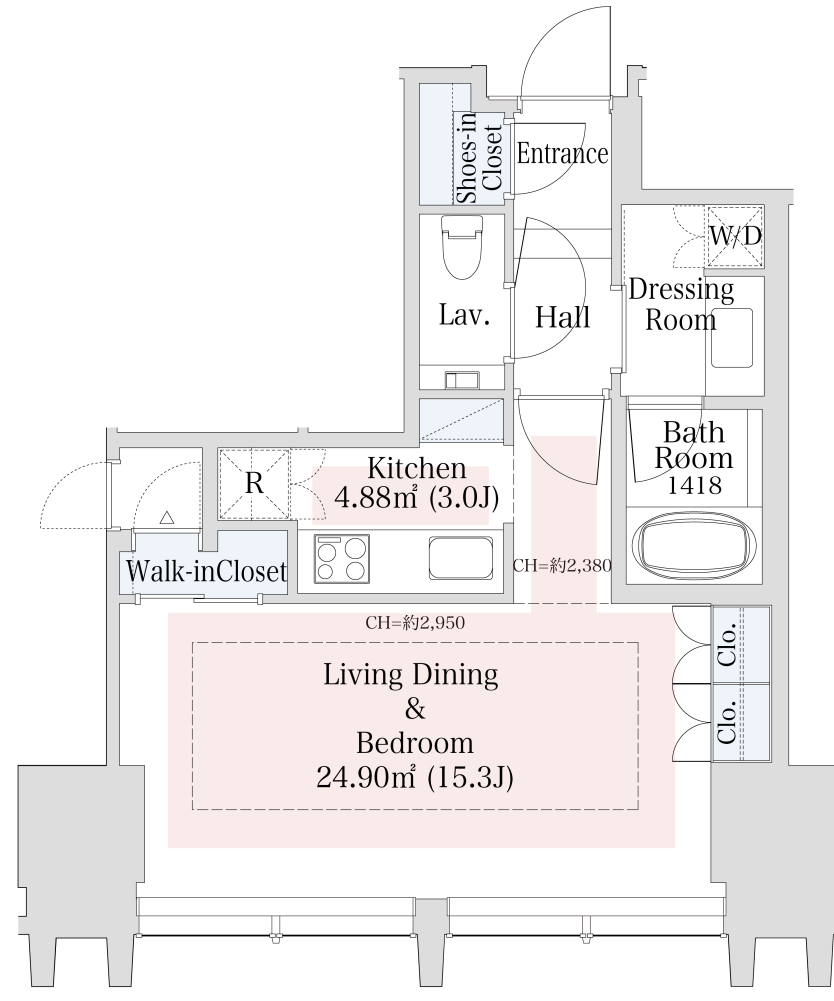 Shoes-in
Closet
Entrance
W/D
Lav.
Hall
Dressing
Room
Bath
Room
1418
R
Kitchen
4.88㎡ (3.0J)
Walk-inCloset
CH=約2,380
CH=約2,950
Clo.
Clo.
Living Dining
&
Bedroom
24.90㎡ (15.3J)